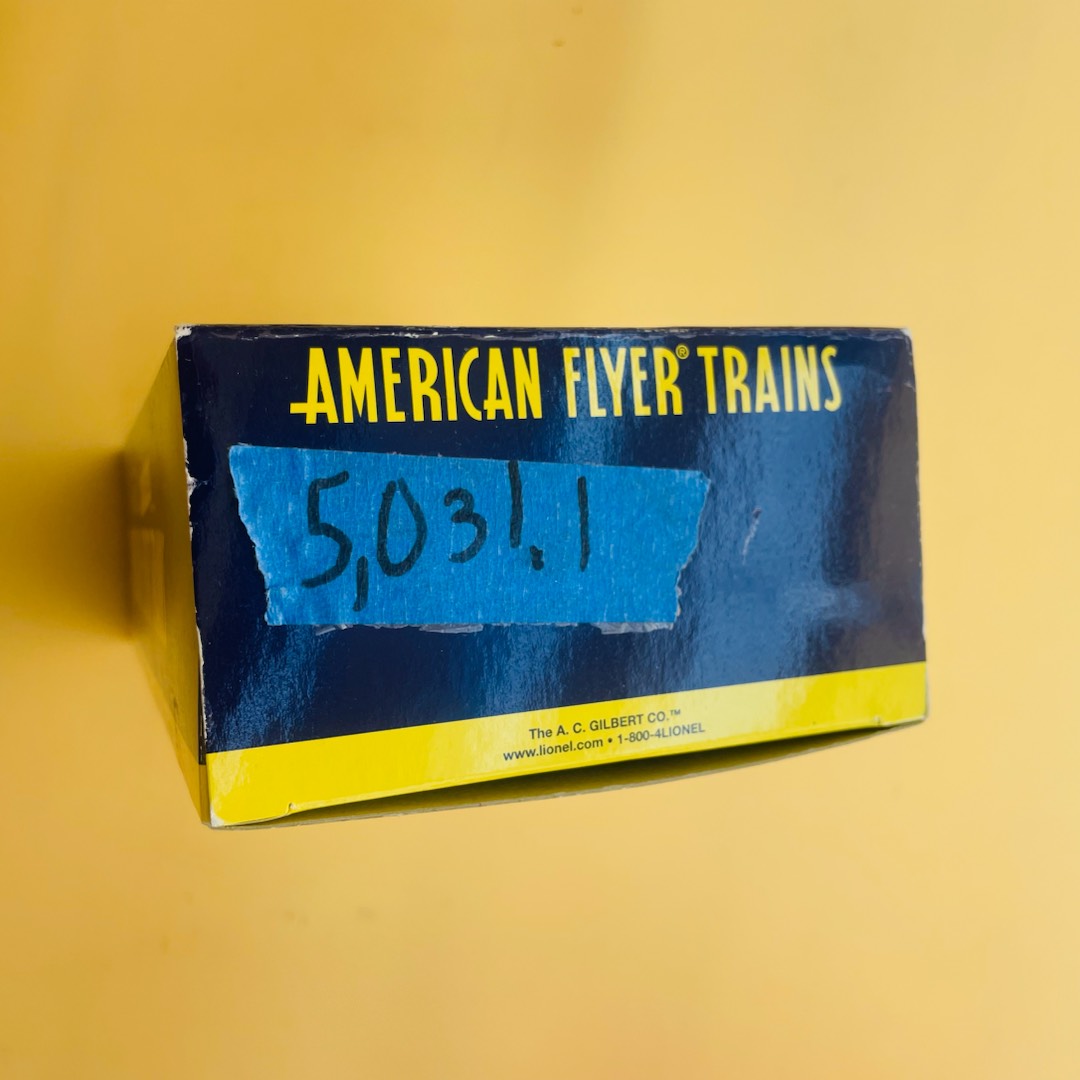 AMERICAN FLYER® TRAINS
5,031.1
The A. C. GILBERT CO.™
www.lionel.com • 1-800-4LIONEL